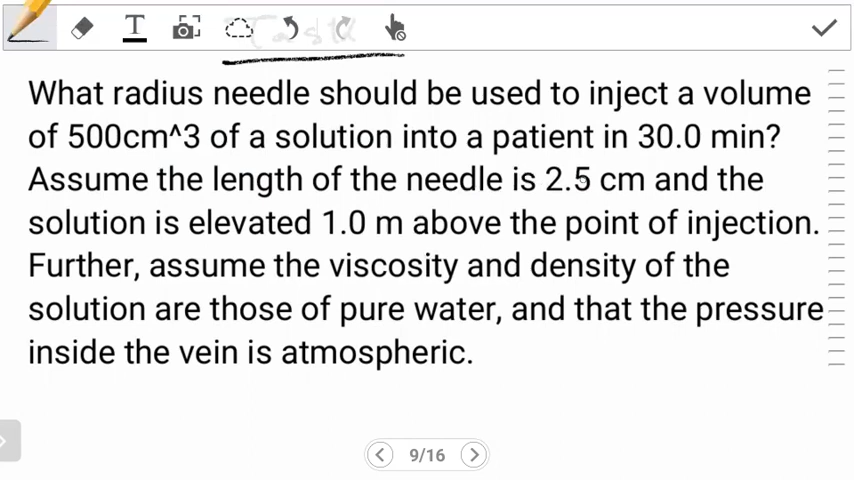 T
What radius needle should be used to inject a volume
of 500cm^3 of a solution into a patient in 30.0 min?
Assume the length of the needle is 2.5 cm and the
solution is elevated 1.0 m above the point of injection.
Further, assume the viscosity and density of the
solution are those of pure water, and that the pressure
inside the vein is atmospheric.
9/16